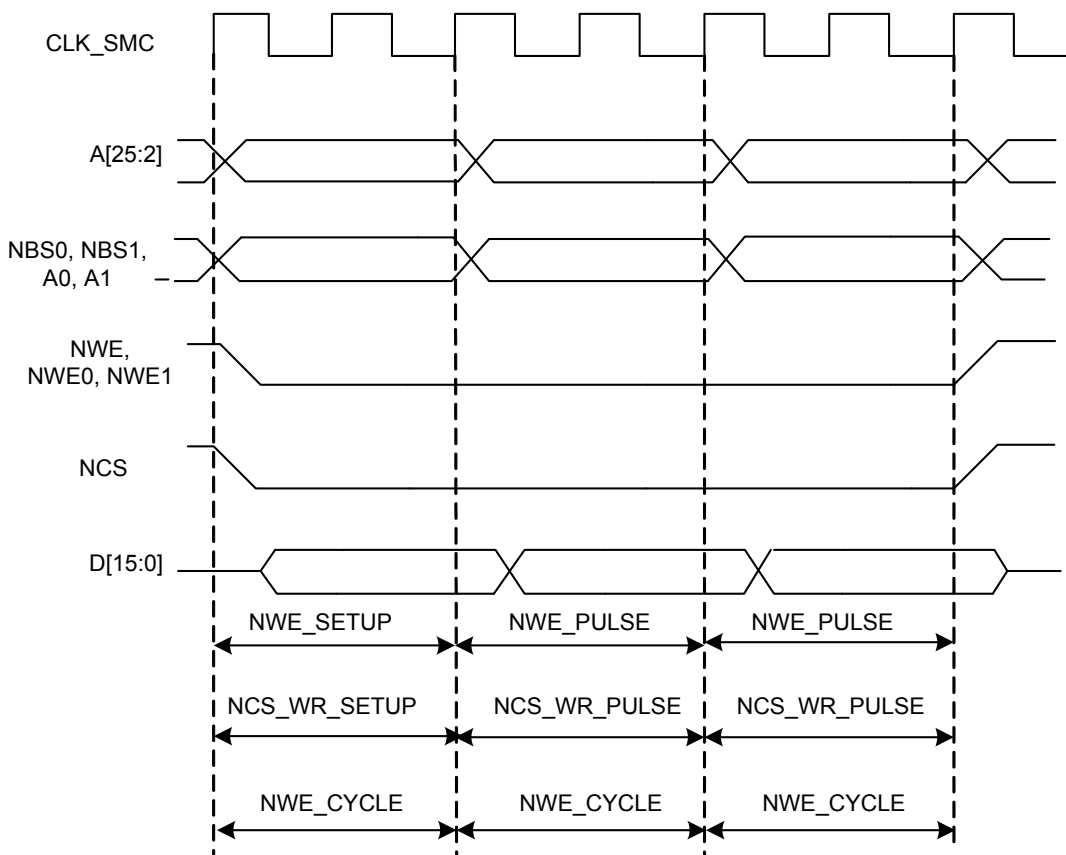 CLK_SMC
A[25:2]
NBS0, NBS1,
A0, A1
NWE,
NWE0, NWE1
NCS
D[15:0]
NWE_SETUP NWE_PULSE NWE_PULSE
NCS_WR_SETUP NCS_WR_PULSE NCS_WR_PULSE
NWE_CYCLE NWE_CYCLE NWE_CYCLE